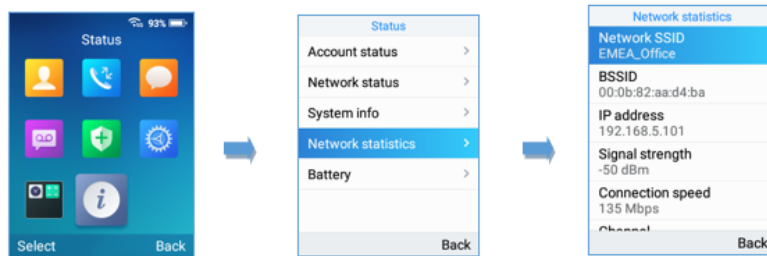 93%
Status
Select
Back
Status
Account status
Network status
System info
Network statistics
Battery
Back
Network statistics
Network SSID
EMEA_Office
BSSID
00:0b:82:aa:d4:ba
IP address
192.168.5.101
Signal strength
-50 dBm
Connection speed
135 Mbps
Channel
Back